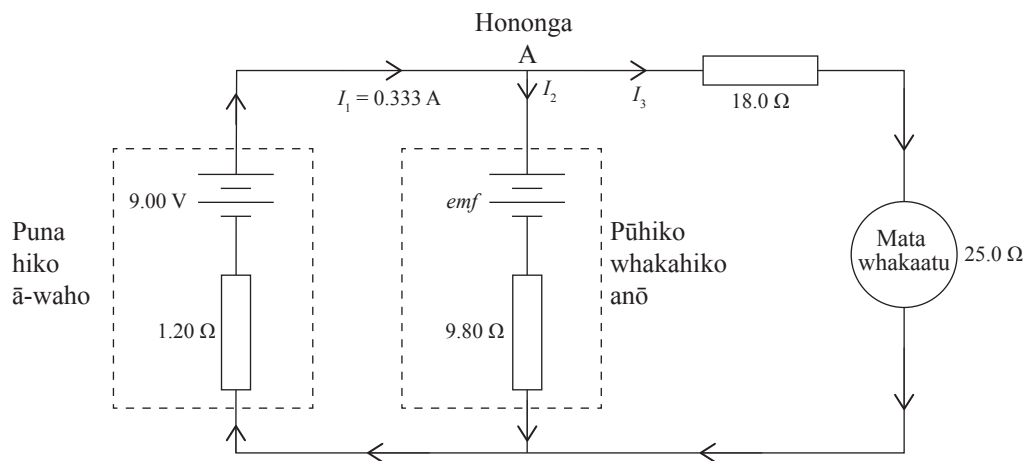 Hononga
A
I₁ = 0.333 A
I₂
I₃
18.0 Ω
9.00 V
emf
Puna
hiko
ā-waho
Pūhiko
whakahiko
anō
Mata
whakaatu
25.0 Ω
1.20 Ω
9.80 Ω